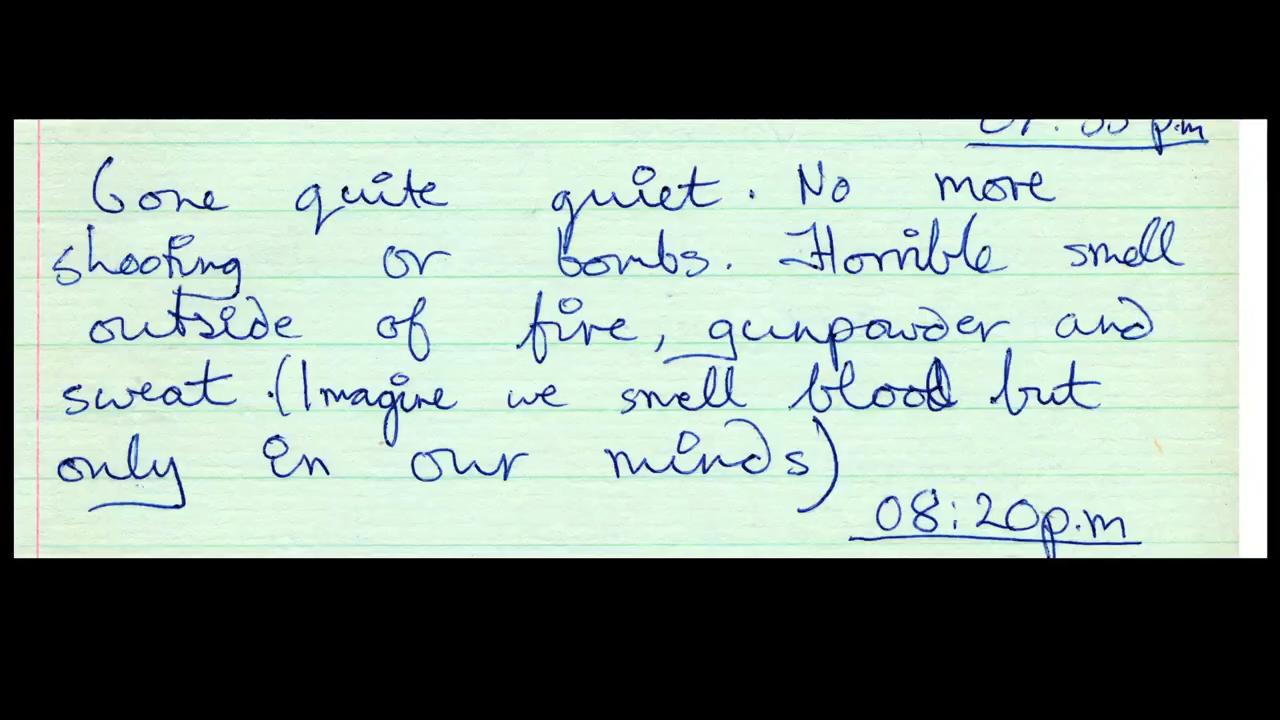 p.m
Gone quite quiet. No more
shooting or bombs. Horrible smell
outside of fire, gunpowder and
sweat. (Imagine we smell blood but
only in our minds)
08:20p.m